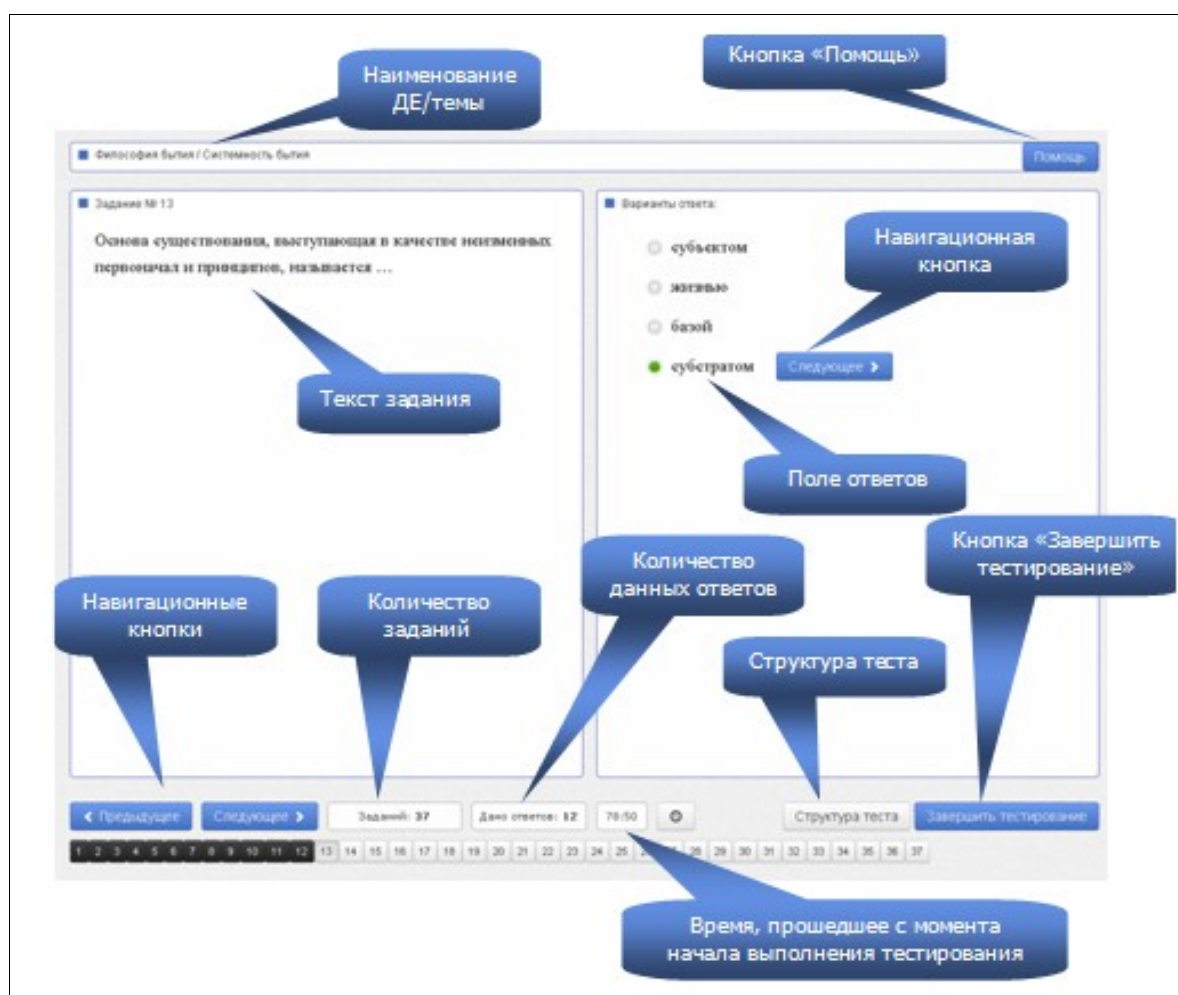 Кнопка «Помощь»
Наименование
ДЕ/темы
Философия бытия / Системность бытия
Помощь
Задание № 13
Основа существования, выступающая в качестве неизменных
первоначал и принципов, называется ...
Текст задания
Варианты ответа:
субъектом
жизнью
базой
субстратом
Следующее
Навигационная
кнопка
Поле ответов
Кнопка «Завершить
тестирование»
Количество
данных ответов
Навигационные
кнопки
Количество
заданий
Структура теста
Предыдущее Следующее Заданий: 37 Дано ответов: 12 78:50 Структура теста Завершить тестирование
1 2 3 4 5 6 7 8 9 10 11 12 13 14 15 16 17 18 19 20 21 22 23 24 25 28 29 30 31 32 33 34 35 36 37
Время, прошедшее с момента
начала выполнения тестирования